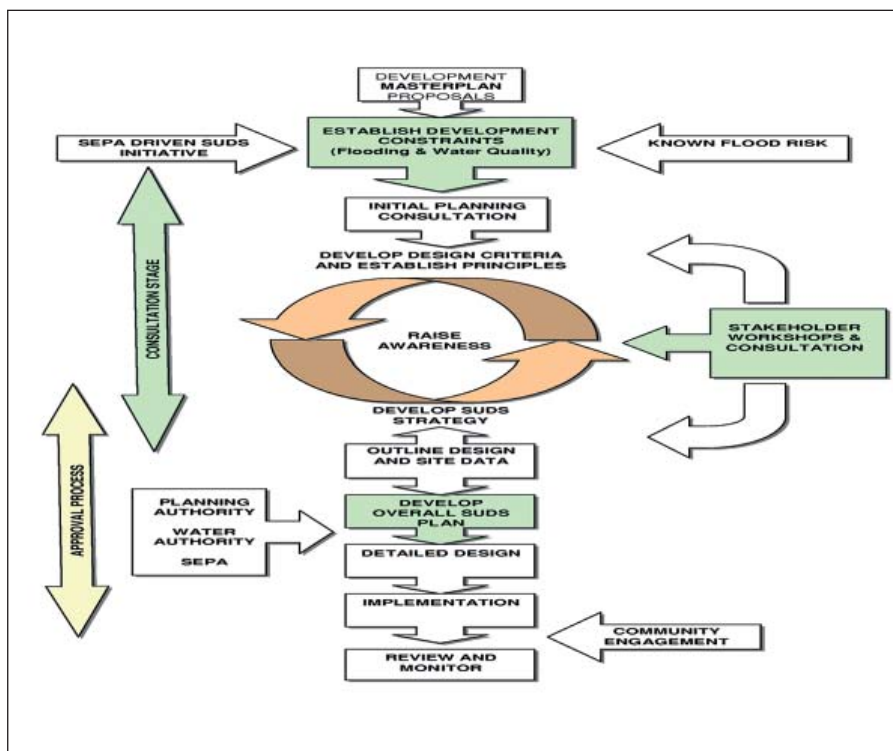 DEVELOPMENT
MASTERPLAN
PROPOSALS
SEPA DRIVEN SUDS
INITIATIVE
ESTABLISH DEVELOPMENT
CONSTRAINTS
(Flooding & Water Quality)
KNOWN FLOOD RISK
INITIAL PLANNING
CONSULTATION
DEVELOP DESIGN CRITERIA
AND ESTABLISH PRINCIPLES
CONSULTATION STAGE
RAISE
AWARENESS
STAKEHOLDER
WORKSHOPS &
CONSULTATION
DEVELOP SUDS
STRATEGY
OUTLINE DESIGN
AND SITE DATA
APPROVAL PROCESS
PLANNING
AUTHORITY
WATER
AUTHORITY
SEPA
DEVELOP
OVERALL SUDS
PLAN
DETAILED DESIGN
IMPLEMENTATION
COMMUNITY
ENGAGEMENT
REVIEW AND
MONITOR